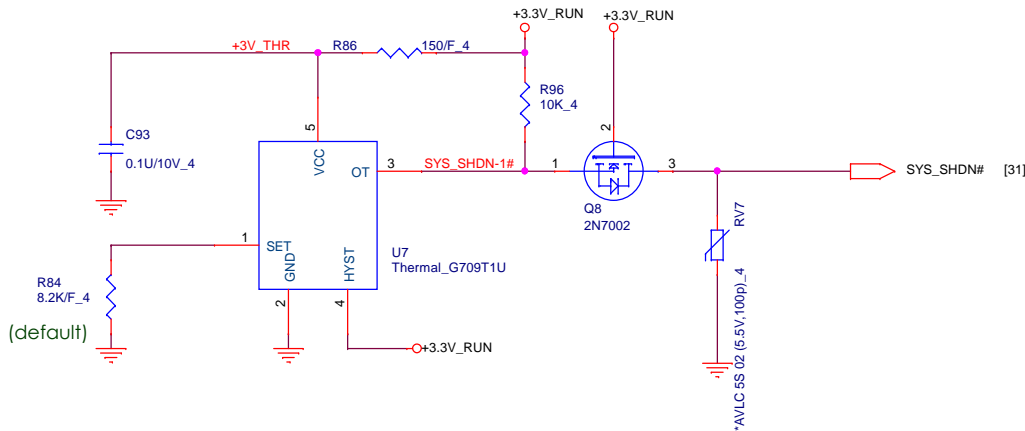 +3.3V_RUN
+3.3V_RUN
+3V_THR
R86
150/F_4
R96
10K_4
C93
0.1U/10V_4
5
VCC
OT
3
SYS_SHDN-1#
1
2
3
SYS_SHDN#
[31]
Q8
2N7002
RV7
*AVLC 5S 02 (5.5V,100p)_4
1
SET
GND
HYST
U7
Thermal_G709T1U
2
4
R84
8.2K/F_4
(default)
+3.3V_RUN